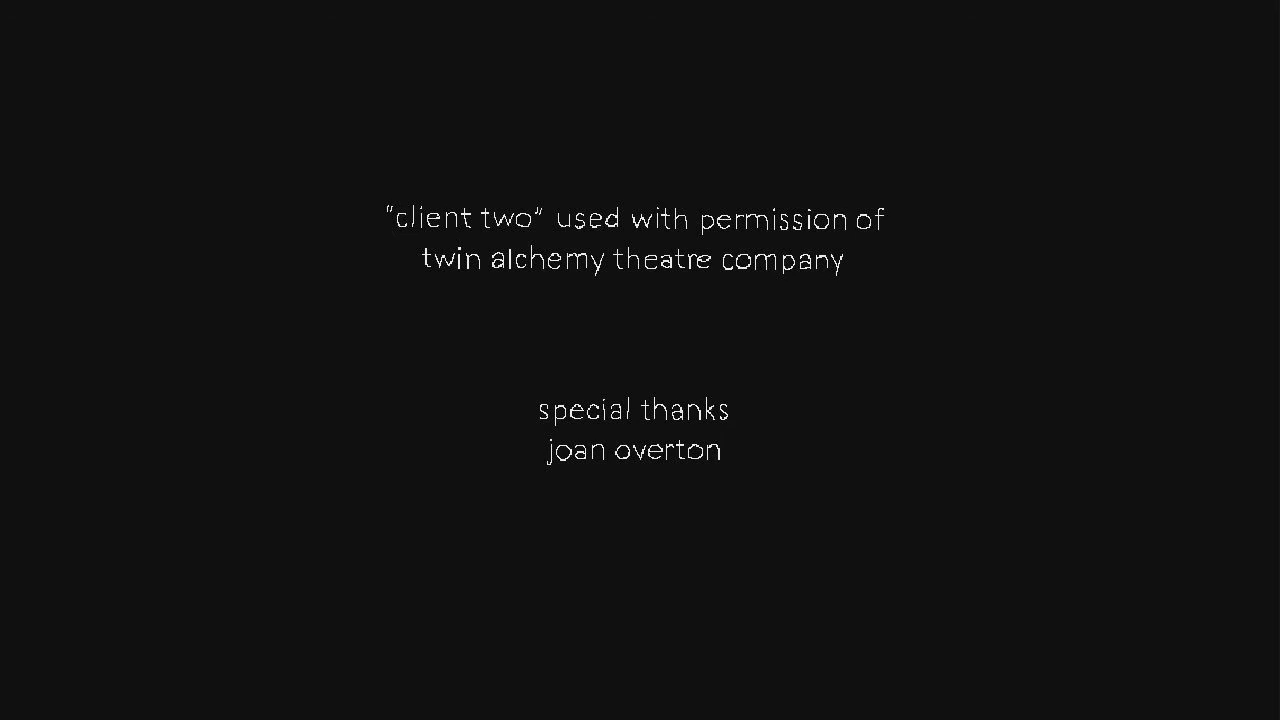 "client two" used with permission of
twin alchemy theatre company
special thanks
joan overton